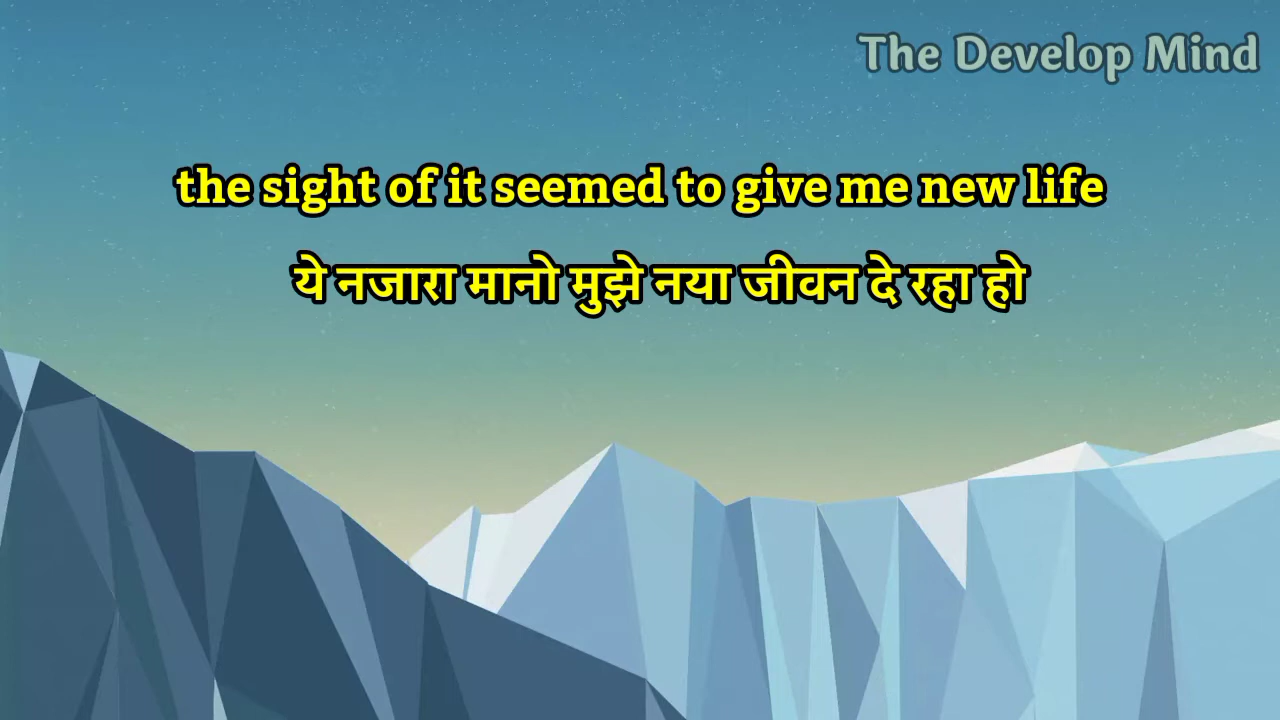 The Develop Mind
the sight of it seemed to give me new life
ये नजारा मानो मुझे नया जीवन दे रहा हो